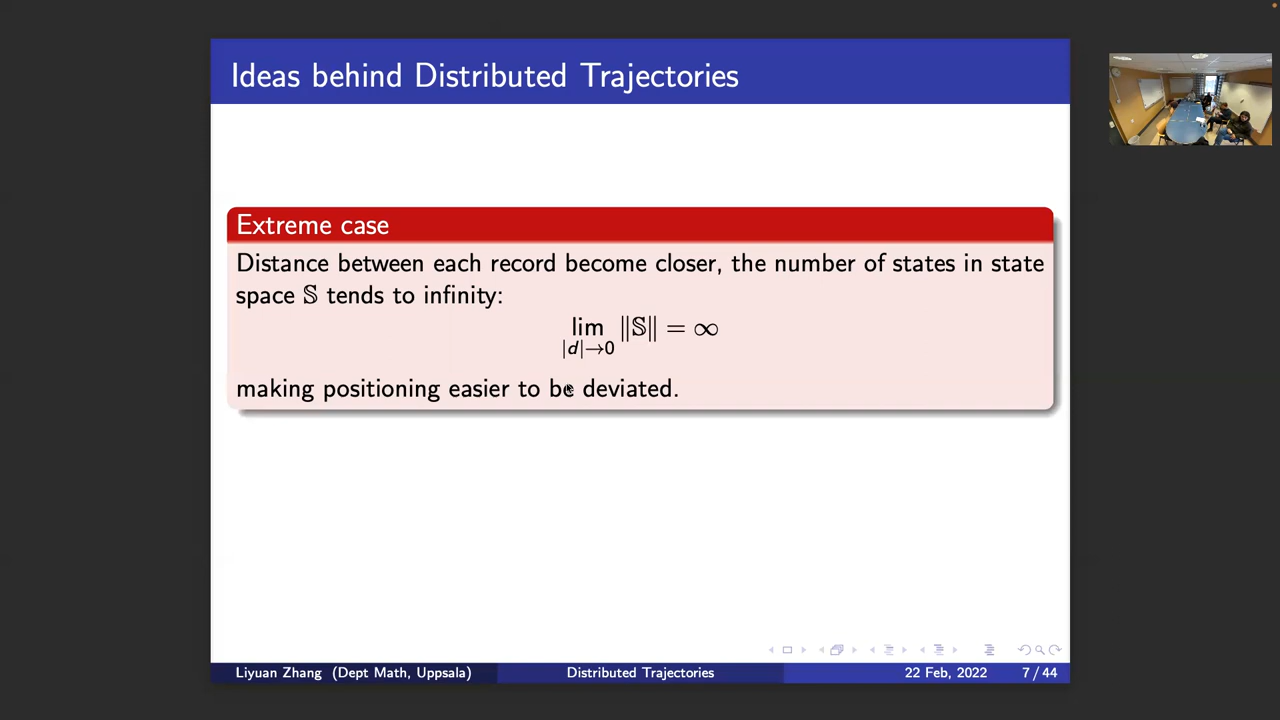 Ideas behind Distributed Trajectories
Extreme case
Distance between each record become closer, the number of states in state
space 𝕊 tends to infinity:
lim ‖𝕊‖ = ∞
|d|→0
making positioning easier to be deviated.
Liyuan Zhang (Dept Math, Uppsala) Distributed Trajectories 22 Feb, 2022 7 / 44